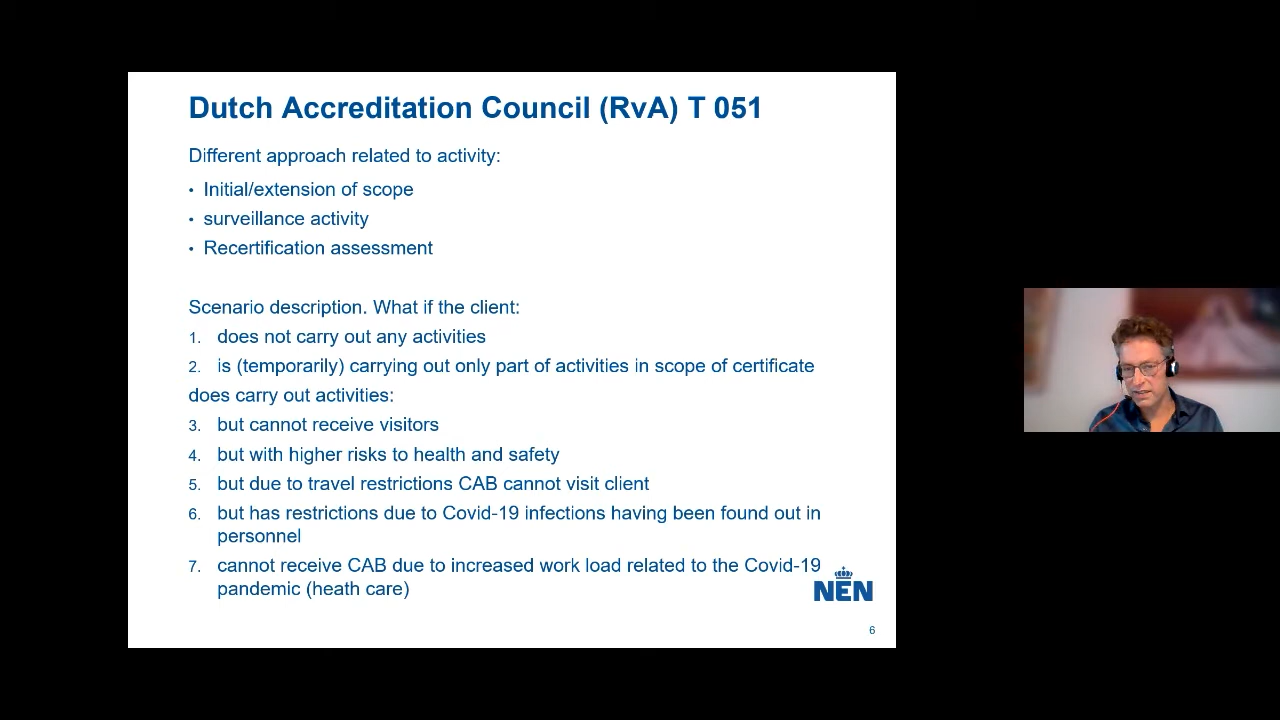 Dutch Accreditation Council (RvA) T 051
Different approach related to activity:
• Initial/extension of scope
• surveillance activity
• Recertification assessment
Scenario description. What if the client:
1. does not carry out any activities
2. is (temporarily) carrying out only part of activities in scope of certificate
does carry out activities:
3. but cannot receive visitors
4. but with higher risks to health and safety
5. but due to travel restrictions CAB cannot visit client
6. but has restrictions due to Covid-19 infections having been found out in
personnel
7. cannot receive CAB due to increased work load related to the Covid-19
pandemic (heath care)
NEN
6